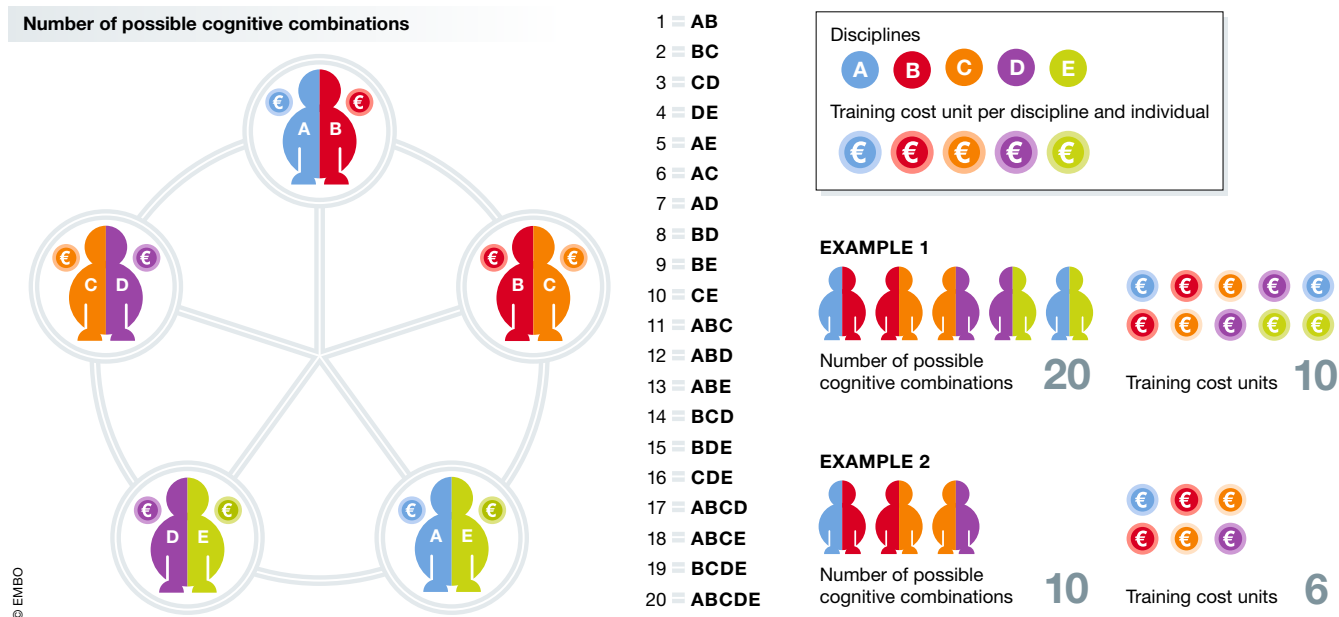 Number of possible cognitive combinations
€ €
A B
€ €
C D
€ €
B C
€ €
D E
€ €
A E
© EMBO
1 = AB
2 = BC
3 = CD
4 = DE
5 = AE
6 = AC
7 = AD
8 = BD
9 = BE
10 = CE
11 = ABC
12 = ABD
13 = ABE
14 = BCD
15 = BDE
16 = CDE
17 = ABCD
18 = ABCE
19 = BCDE
20 = ABCDE
Disciplines
A B C D E
Training cost unit per discipline and individual
€ € € € €
EXAMPLE 1
€ € € € €
€ € € € €
Number of possible
cognitive combinations 20
Training cost units 10
EXAMPLE 2
€ € €
€ € €
Number of possible
cognitive combinations 10
Training cost units 6